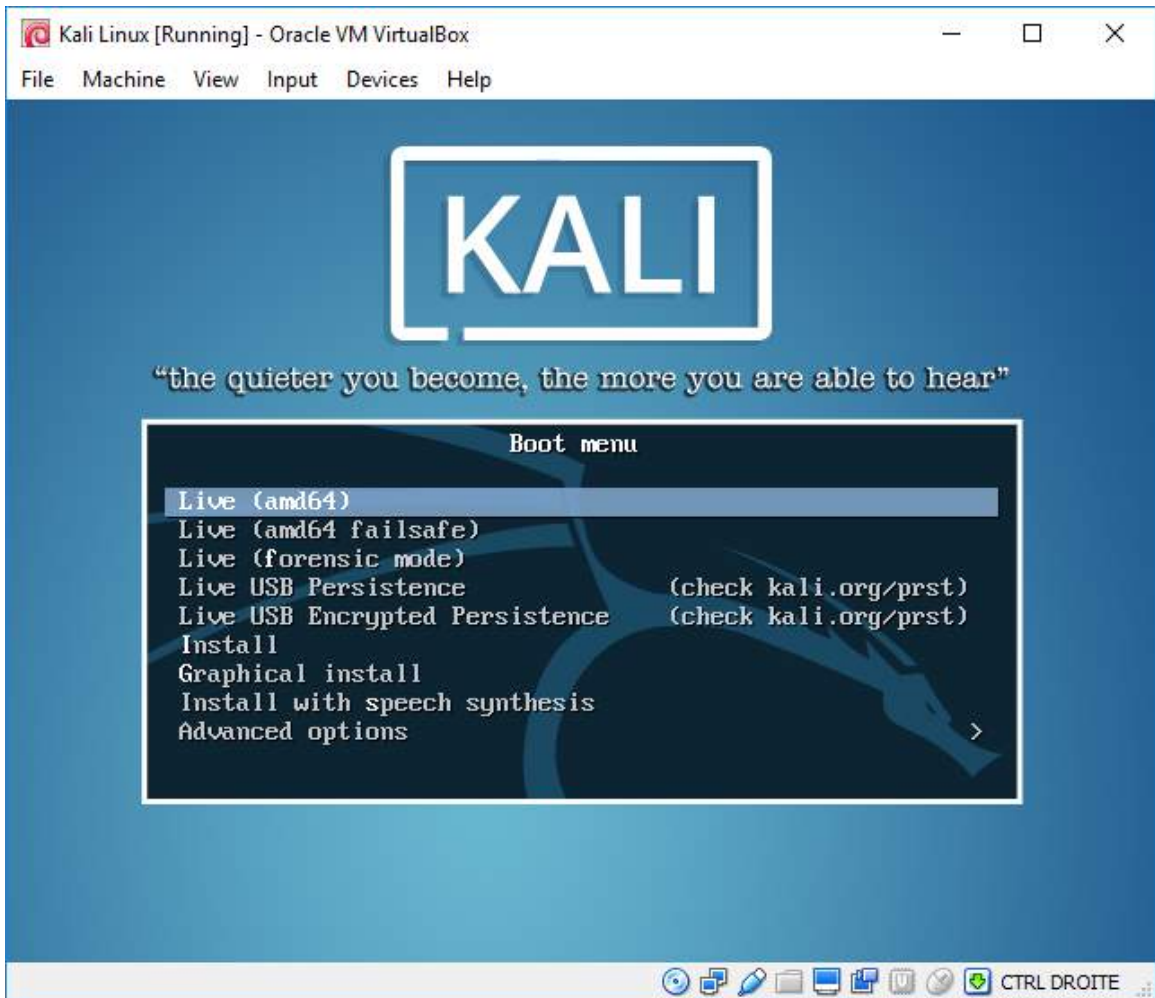 Kali Linux [Running] - Oracle VM VirtualBox
File Machine View Input Devices Help
KALI
“the quieter you become, the more you are able to hear”
Boot menu
Live (amd64)
Live (amd64 failsafe)
Live (forensic mode)
Live USB Persistence (check kali.org/prst)
Live USB Encrypted Persistence (check kali.org/prst)
Install
Graphical install
Install with speech synthesis
Advanced options >
CTRL DROITE